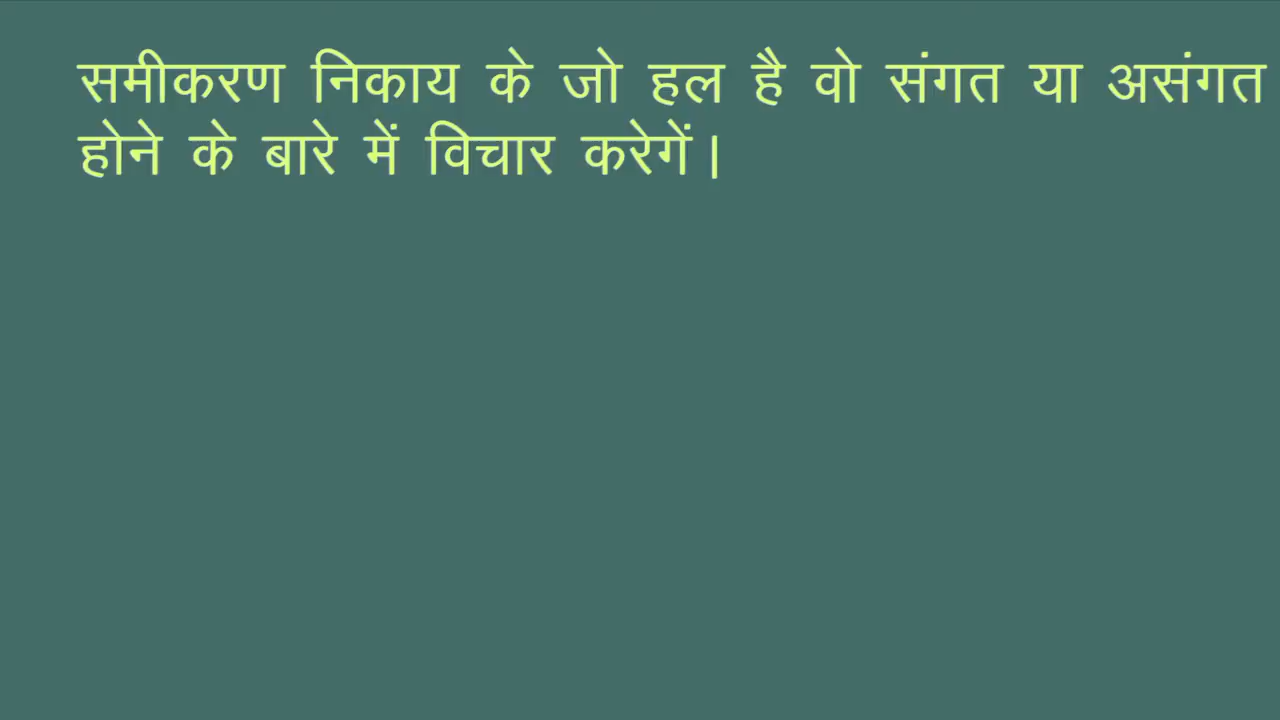 समीकरण निकाय के जो हल है वो संगत या असंगत
होने के बारे में विचार करेगें।